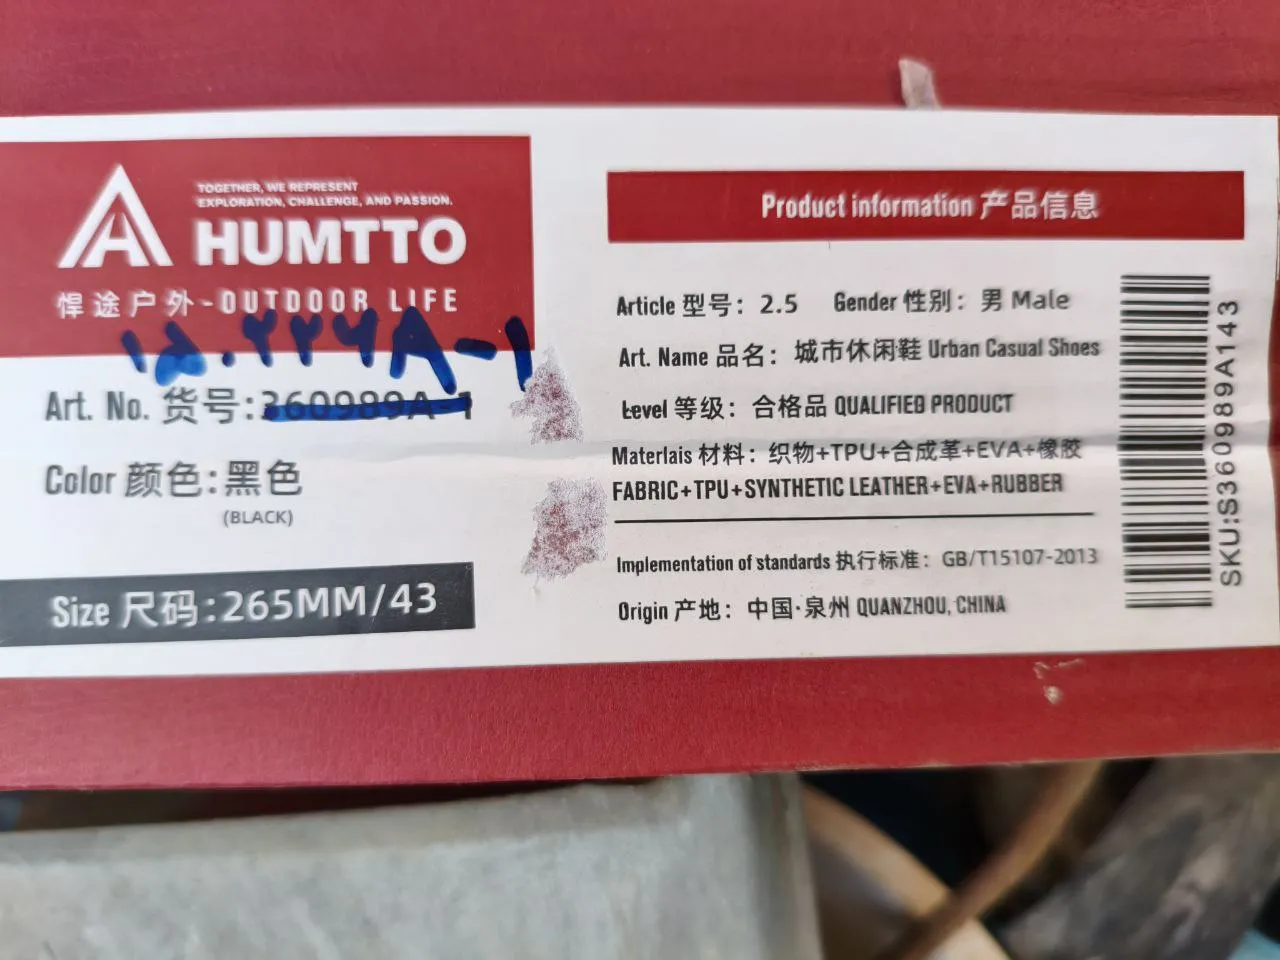 TOGETHER, WE REPRESENT
EXPLORATION, CHALLENGE, AND PASSION.
HUMTTO
悍途户外-OUTDOOR LIFE
۱۵۰۲۲۴A-۱
Art. No. 货号:360989A-1
Color 颜色:黑色
(BLACK)
Size 尺码:265MM/43
Product information 产品信息
Article 型号: 2.5 Gender 性别: 男 Male
Art. Name 品名: 城市休闲鞋 Urban Casual Shoes
Level 等级: 合格品 QUALIFIED PRODUCT
Materlais 材料: 织物+TPU+合成革+EVA+橡胶
FABRIC+TPU+SYNTHETIC LEATHER+EVA+RUBBER
Implementation of standards 执行标准: GB/T15107-2013
Origin 产地: 中国·泉州 QUANZHOU, CHINA
SKU:S360989A143